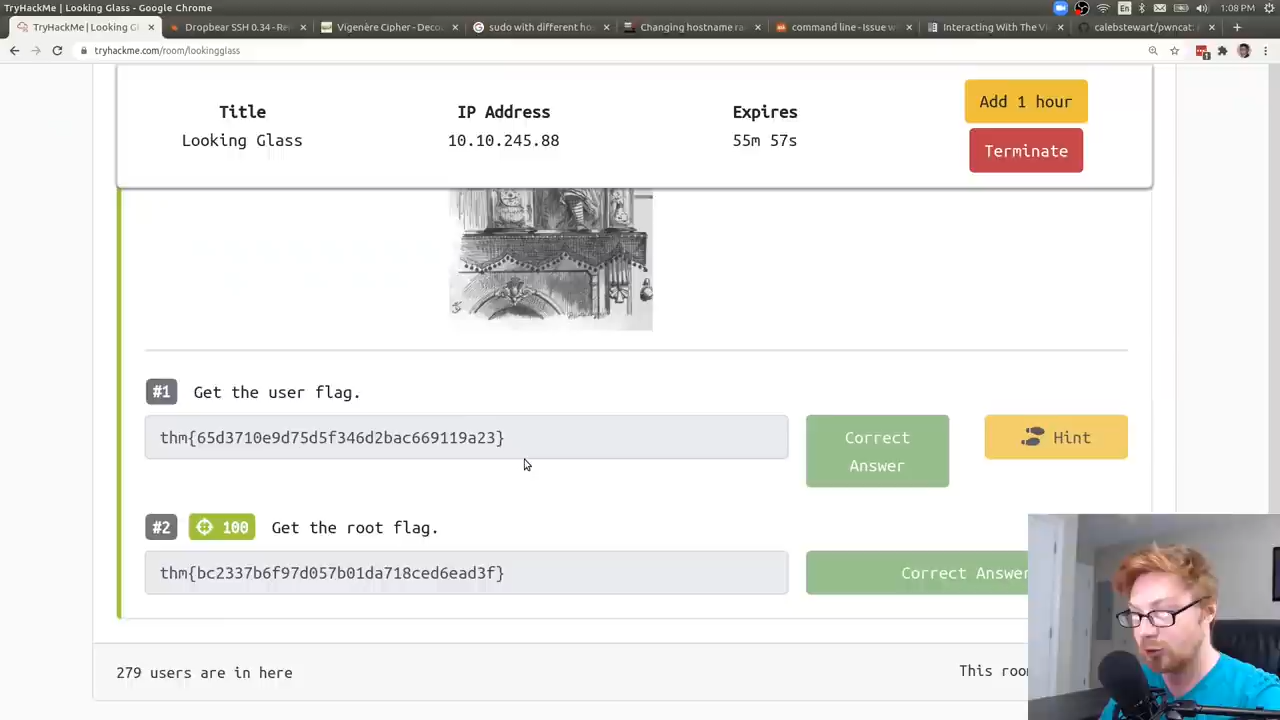 TryHackMe | Looking Glass - Google Chrome
1:08 PM
TryHackMe | Looking Gl
Dropbear SSH 0.34 - Re
Vigenère Cipher - Deco
sudo with different ho
Changing hostname ra
command line - Issue w
Interacting With The Vi
calebstewart/pwncat:
tryhackme.com/room/lookingglass
Title
IP Address
Expires
Add 1 hour
Looking Glass
10.10.245.88
55m 57s
Terminate
#1 Get the user flag.
thm{65d3710e9d75d5f346d2bac669119a23}
Correct
Answer
Hint
#2 100 Get the root flag.
thm{bc2337b6f97d057b01da718ced6ead3f}
Correct Answer
279 users are in here
This roo